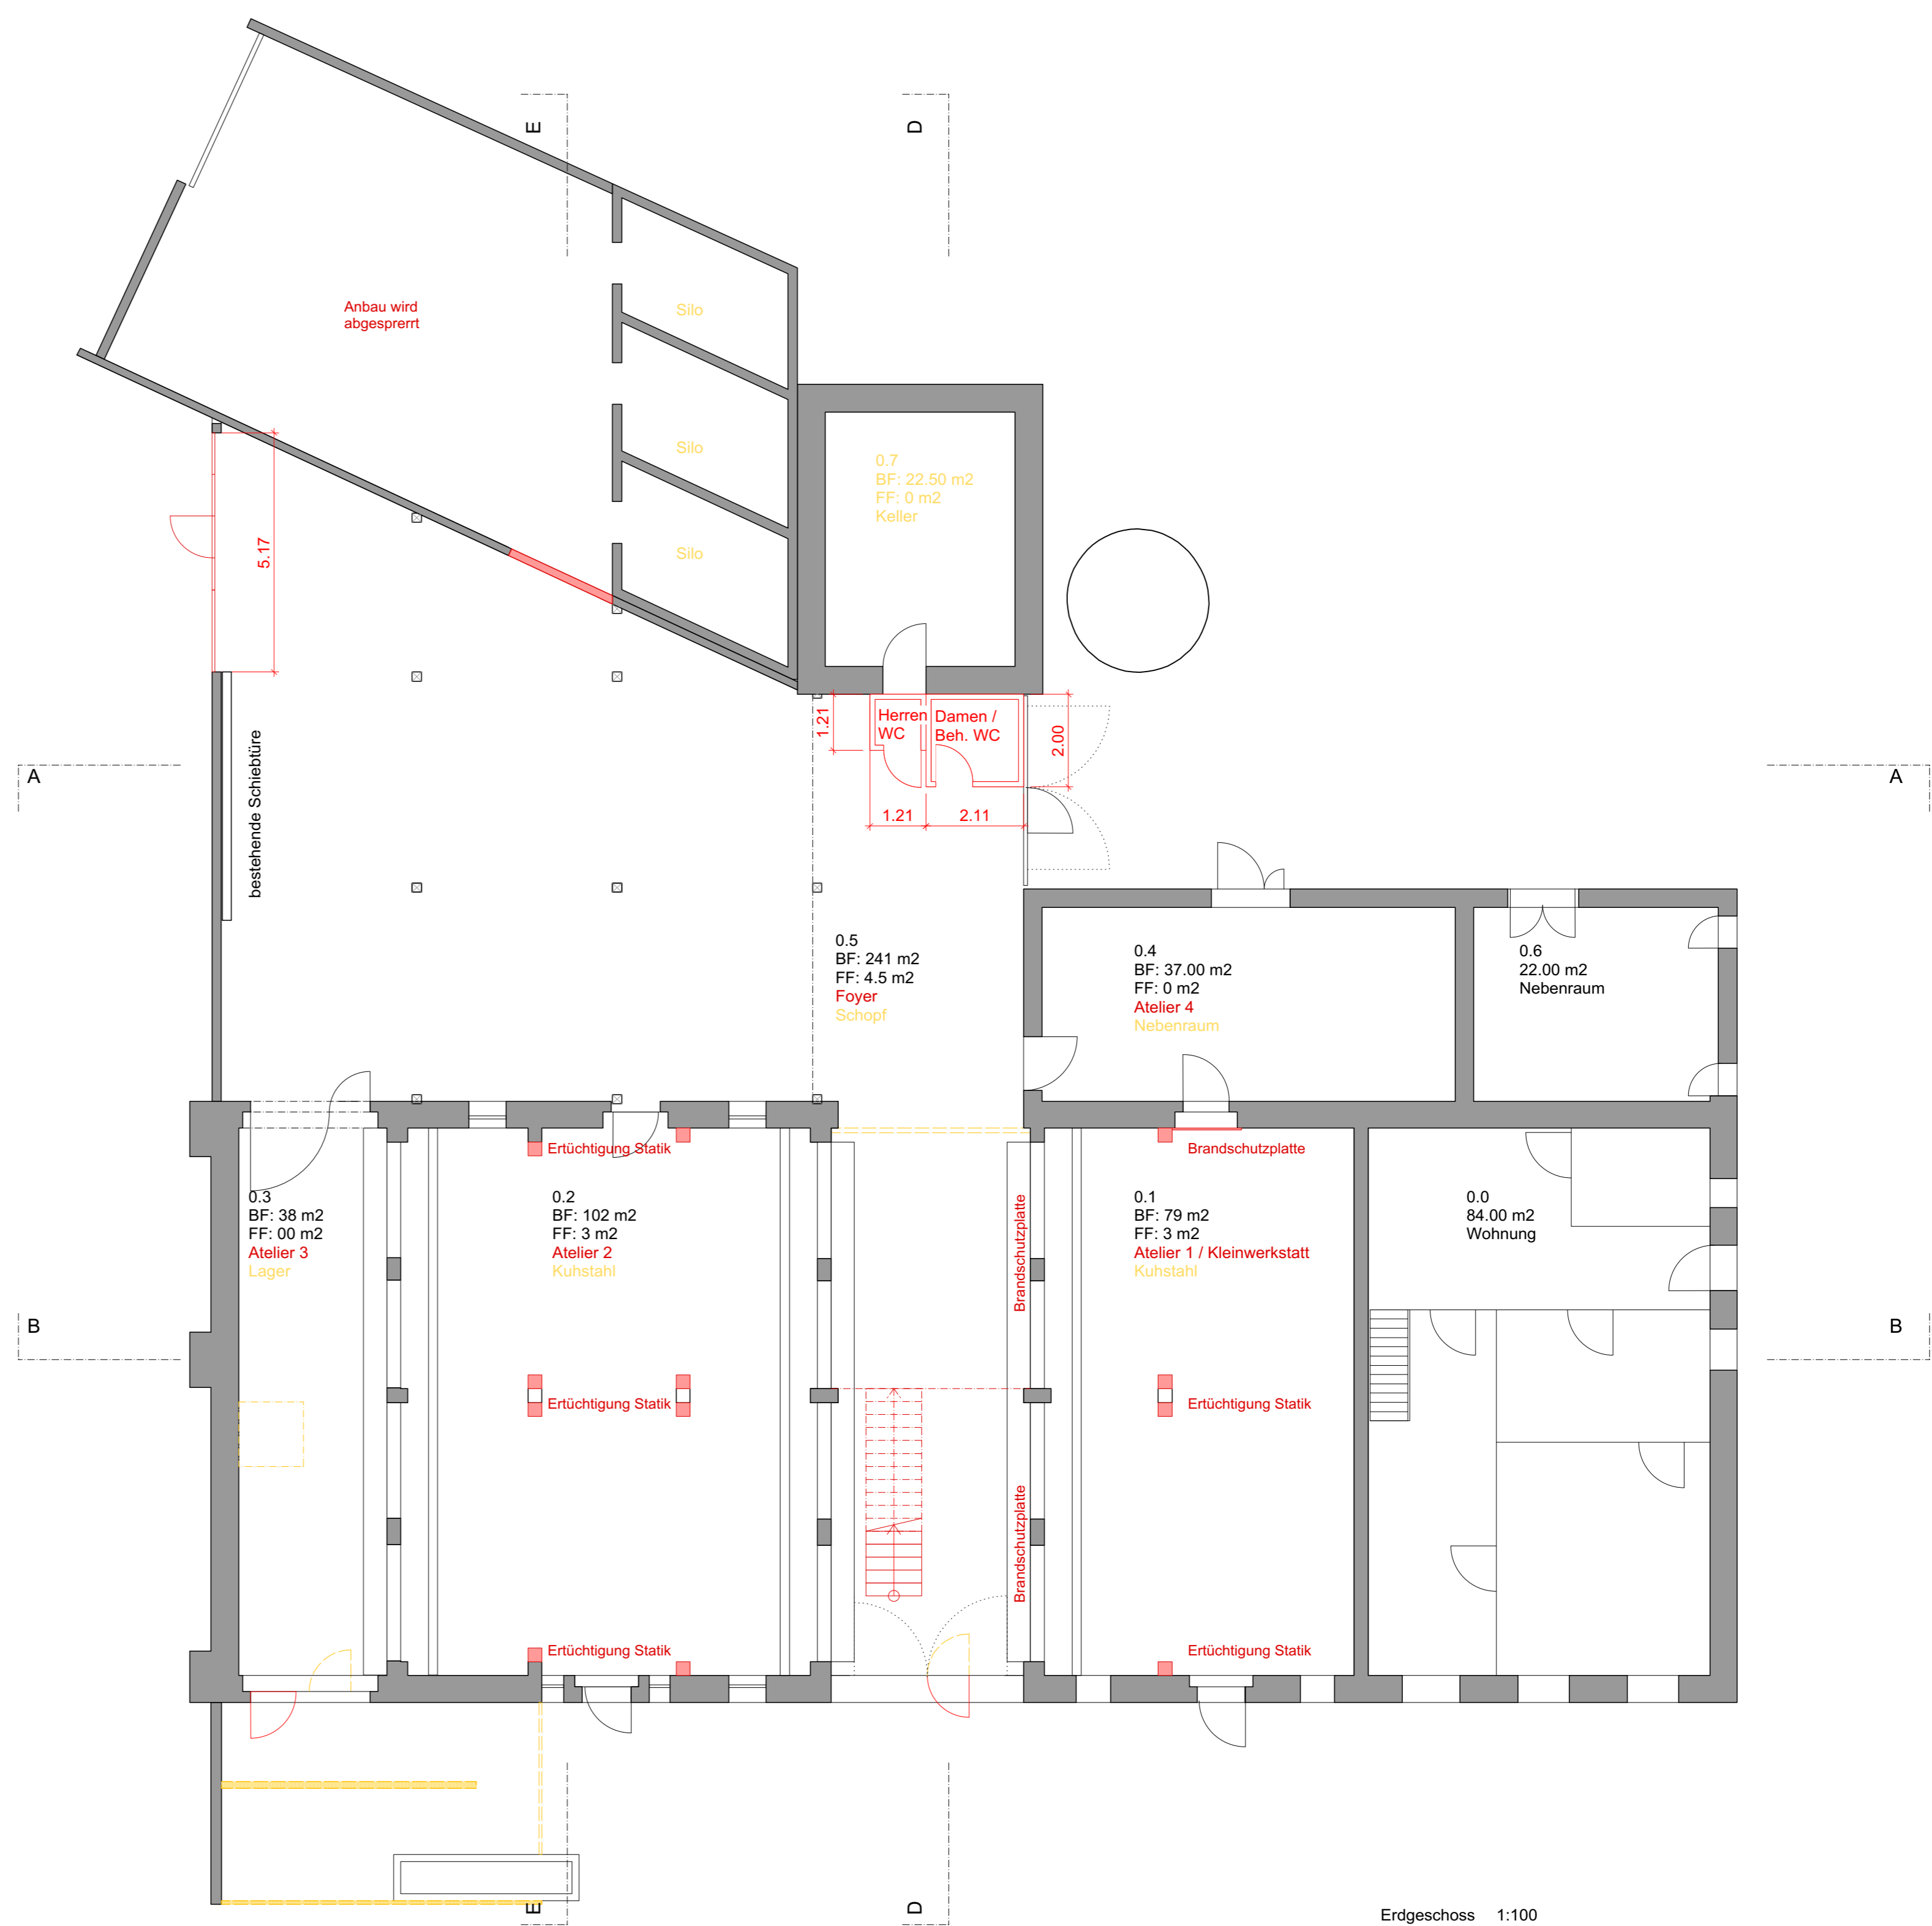 E
D
Anbau wird
abgesprerrt
Silo
Silo
Silo
0.7
BF: 22.50 m2
FF: 0 m2
Keller
5.17
1.21
Herren
WC
Damen /
Beh. WC
2.00
1.21
2.11
bestehende Schiebtüre
A
A
0.5
BF: 241 m2
FF: 4.5 m2
Foyer
Schopf
0.4
BF: 37.00 m2
FF: 0 m2
Atelier 4
Nebenraum
0.6
22.00 m2
Nebenraum
Ertüchtigung Statik
Brandschutzplatte
0.3
BF: 38 m2
FF: 00 m2
Atelier 3
Lager
0.2
BF: 102 m2
FF: 3 m2
Atelier 2
Kuhstahl
Brandschutzplatte
0.1
BF: 79 m2
FF: 3 m2
Atelier 1 / Kleinwerkstatt
Kuhstahl
0.0
84.00 m2
Wohnung
B
B
Ertüchtigung Statik
Ertüchtigung Statik
Brandschutzplatte
Ertüchtigung Statik
Ertüchtigung Statik
E
D
Erdgeschoss 1:100